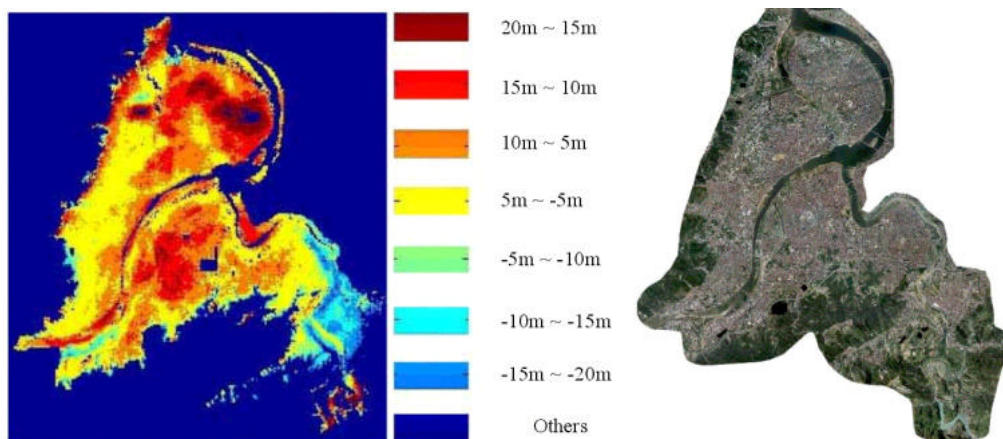 20m ~ 15m
15m ~ 10m
10m ~ 5m
5m ~ -5m
-5m ~ -10m
-10m ~ -15m
-15m ~ -20m
Others